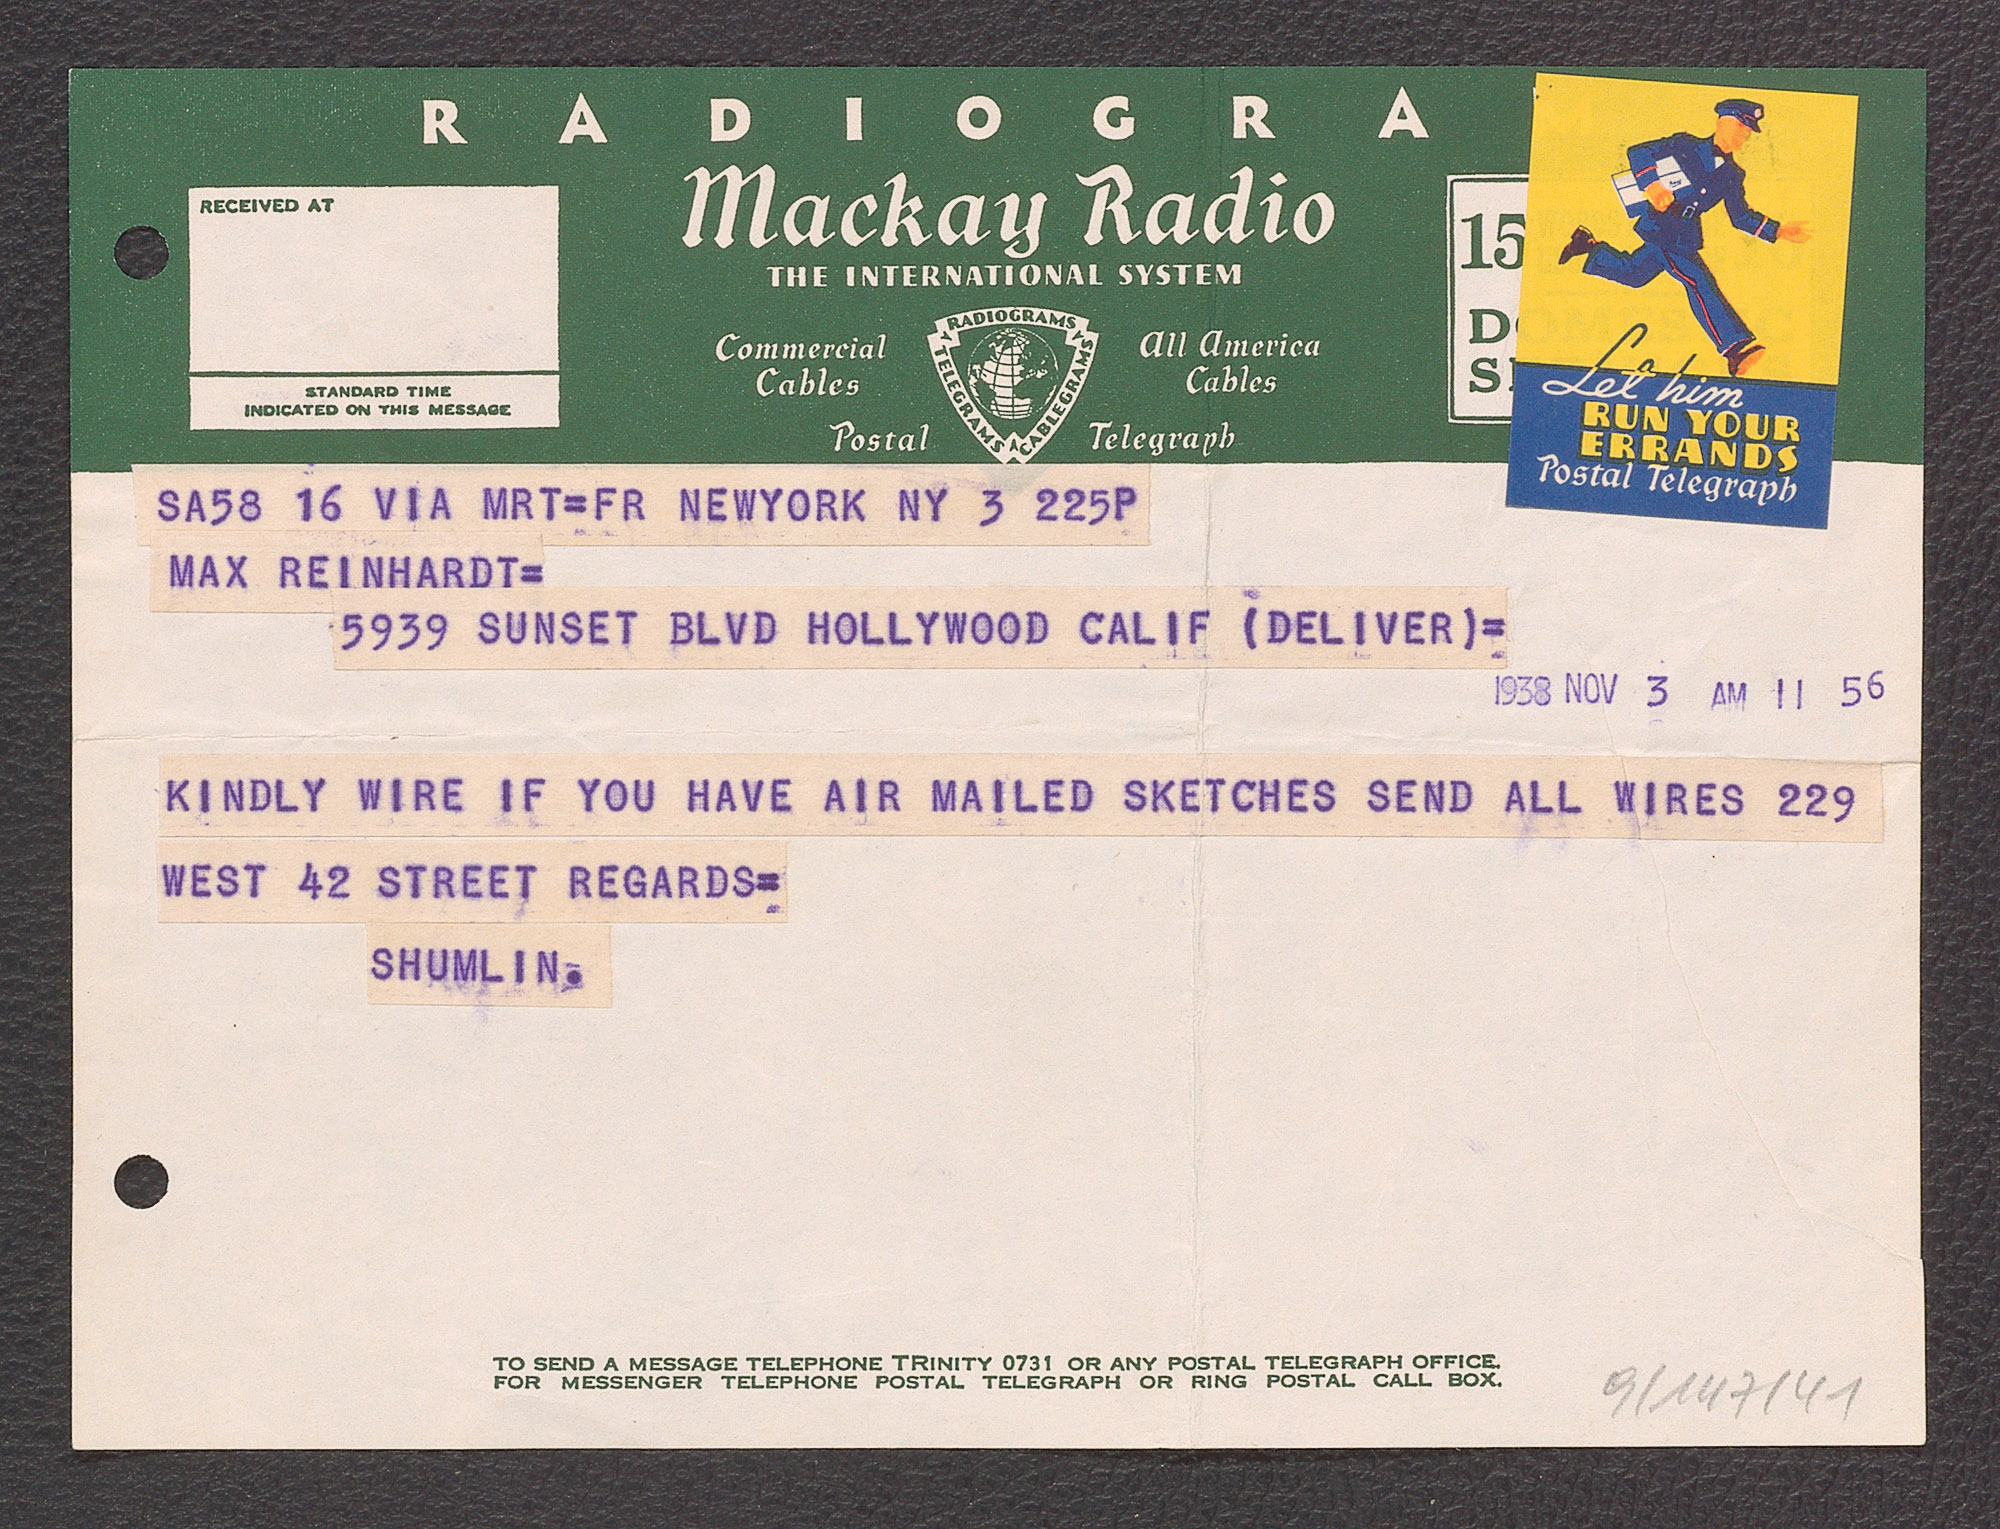 RADIOGRA
Mackay Radio
THE INTERNATIONAL SYSTEM
RECEIVED AT
STANDARD TIME
INDICATED ON THIS MESSAGE
Commercial
Cables
All America
Cables
Postal
Telegraph
RADIOGRAMS
TELEGRAMS
CABLEGRAMS
15
Let him
RUN YOUR
ERRANDS
Postal Telegraph
SA58 16 VIA MRT=FR NEWYORK NY 3 225P
MAX REINHARDT=
5939 SUNSET BLVD HOLLYWOOD CALIF (DELIVER)=
1938 NOV 3 AM 11 56
KINDLY WIRE IF YOU HAVE AIR MAILED SKETCHES SEND ALL WIRES 229
WEST 42 STREET REGARDS=
SHUMLIN.
TO SEND A MESSAGE TELEPHONE TRINITY 0731 OR ANY POSTAL TELEGRAPH OFFICE.
FOR MESSENGER TELEPHONE POSTAL TELEGRAPH OR RING POSTAL CALL BOX.
9/147/41